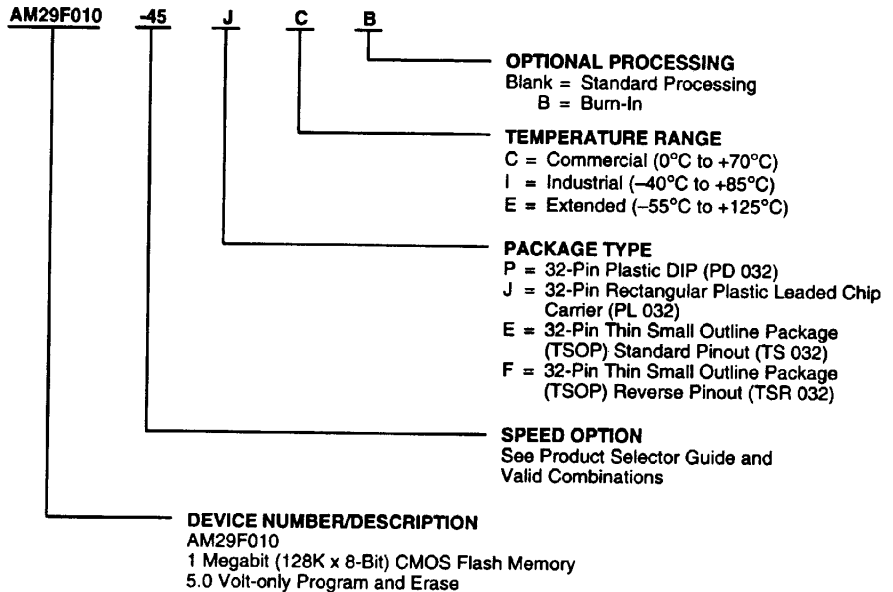 AM29F010 -45 J C B
OPTIONAL PROCESSING
Blank = Standard Processing
B = Burn-In
TEMPERATURE RANGE
C = Commercial (0°C to +70°C)
I = Industrial (–40°C to +85°C)
E = Extended (–55°C to +125°C)
PACKAGE TYPE
P = 32-Pin Plastic DIP (PD 032)
J = 32-Pin Rectangular Plastic Leaded Chip
Carrier (PL 032)
E = 32-Pin Thin Small Outline Package
(TSOP) Standard Pinout (TS 032)
F = 32-Pin Thin Small Outline Package
(TSOP) Reverse Pinout (TSR 032)
SPEED OPTION
See Product Selector Guide and
Valid Combinations
DEVICE NUMBER/DESCRIPTION
AM29F010
1 Megabit (128K x 8-Bit) CMOS Flash Memory
5.0 Volt-only Program and Erase